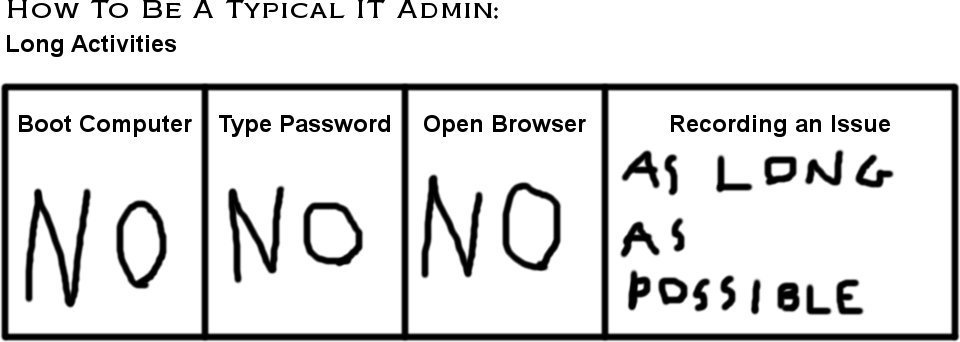 How To Be A Typical IT Admin:
Long Activities
Boot Computer
NO
Type Password
NO
Open Browser
NO
Recording an Issue
AS LONG
AS
POSSIBLE